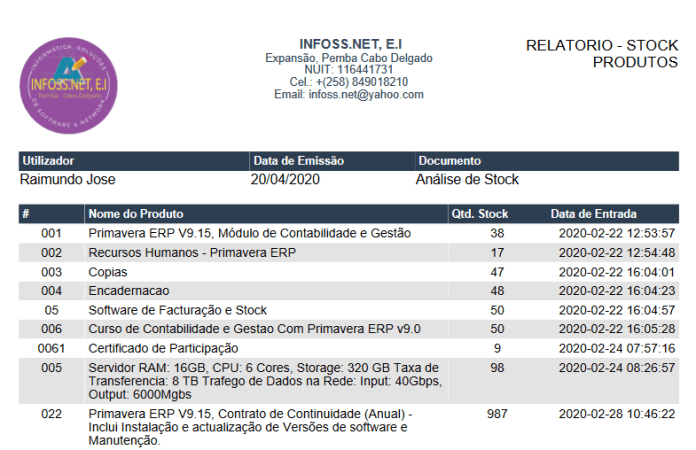 INFORMÁTICA, SOLUÇÕES
INFOSS.NET, E.I
Pemba - Cabo Delgado
DE SOFTWARE & NETWORK
INFOSS.NET, E.I
Expansão, Pemba Cabo Delgado
NUIT: 116441731
Cel.: +(258) 849018210
Email: infoss.net@yahoo.com
RELATORIO - STOCK
PRODUTOS
Utilizador Data de Emissão Documento
Raimundo Jose 20/04/2020 Análise de Stock
# Nome do Produto Qtd. Stock Data de Entrada
001 Primavera ERP V9.15, Módulo de Contabilidade e Gestão 38 2020-02-22 12:53:57
002 Recursos Humanos - Primavera ERP 17 2020-02-22 12:54:48
003 Copias 47 2020-02-22 16:04:01
004 Encadernacao 48 2020-02-22 16:04:23
05 Software de Facturação e Stock 50 2020-02-22 16:04:57
006 Curso de Contabilidade e Gestao Com Primavera ERP v9.0 50 2020-02-22 16:05:28
0061 Certificado de Participação 9 2020-02-24 07:57:16
005 Servidor RAM: 16GB, CPU: 6 Cores, Storage: 320 GB Taxa de 98 2020-02-24 08:26:57
Transferencia: 8 TB Trafego de Dados na Rede: Input: 40Gbps,
Output: 6000Mgbs
022 Primavera ERP V9.15, Contrato de Continuidade (Anual) - 987 2020-02-28 10:46:22
Inclui Instalação e actualização de Versões de software e
Manutenção.